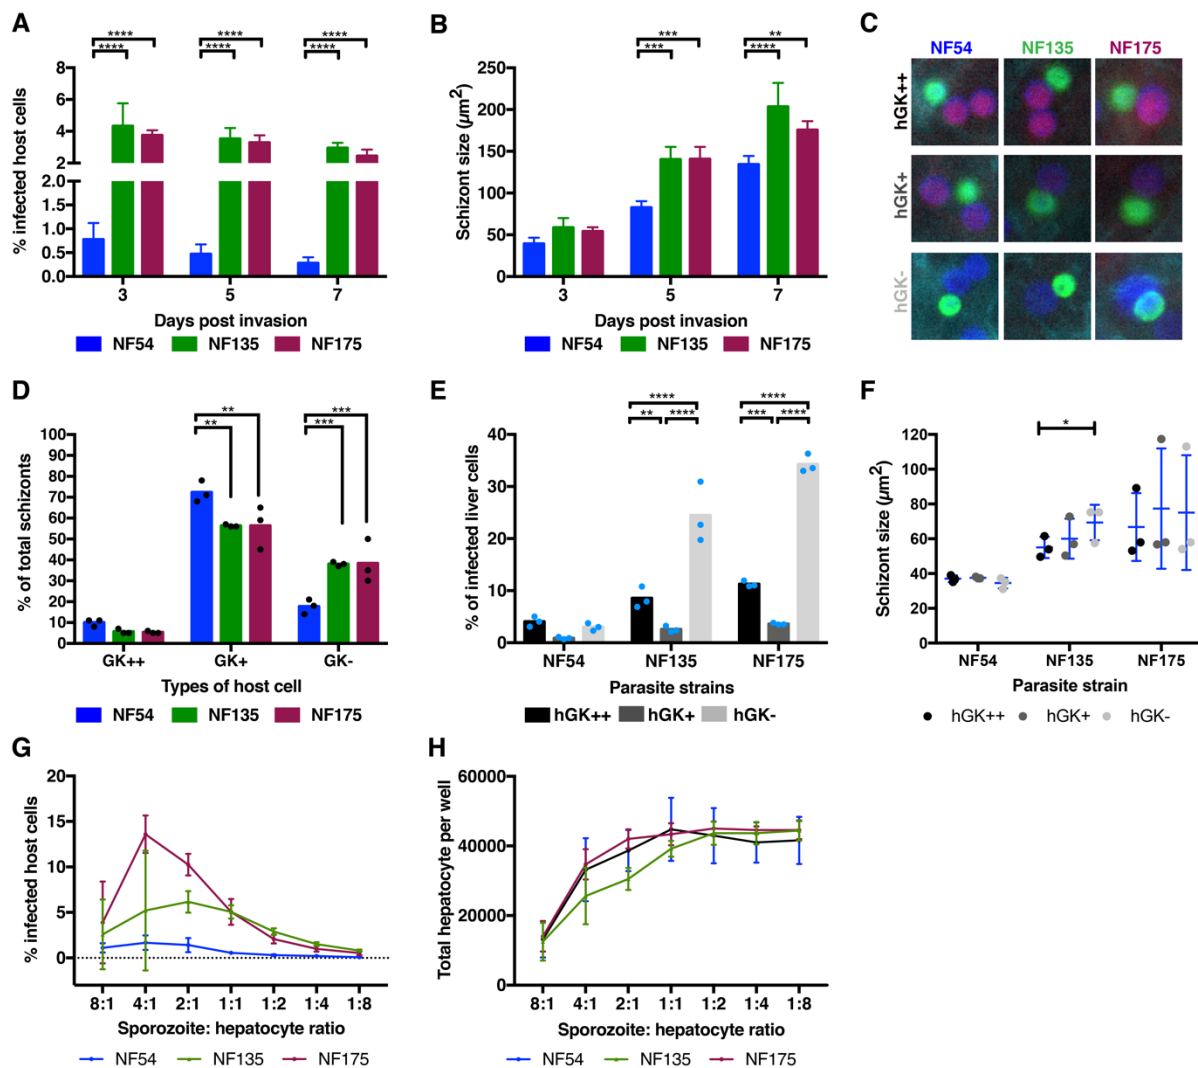 A
% infected host cells
8
6
4
2
2.0
1.5
1.0
0.5
0.0
**** ****
**** ****
**** ****
3 5 7
Days post invasion
NF54 NF135 NF175
B
Schizont size (µm²)
250
200
150
100
50
0
*** ***
** ****
3 5 7
Days post invasion
NF54 NF135 NF175
C
NF54 NF135 NF175
hGK++
hGK+
hGK-
D
% of total schizonts
100
90
80
70
60
50
40
30
20
10
0
** **
*** ***
GK++ GK+ GK-
Types of host cell
NF54 NF135 NF175
E
% of infected liver cells
40
30
20
10
0
****
** ****
****
*** ****
NF54 NF135 NF175
Parasite strains
hGK++ hGK+ hGK-
F
Schizont size (µm²)
120
100
80
60
40
20
0
*
NF54 NF135 NF175
Parasite strain
hGK++ hGK+ hGK-
G
% infected host cells
20
15
10
5
0
8:1 4:1 2:1 1:1 1:2 1:4 1:8
Sporozoite: hepatocyte ratio
NF54 NF135 NF175
H
Total hepatocyte per well
60000
40000
20000
0
8:1 4:1 2:1 1:1 1:2 1:4 1:8
Sporozoite: hepatocyte ratio
NF54 NF135 NF175